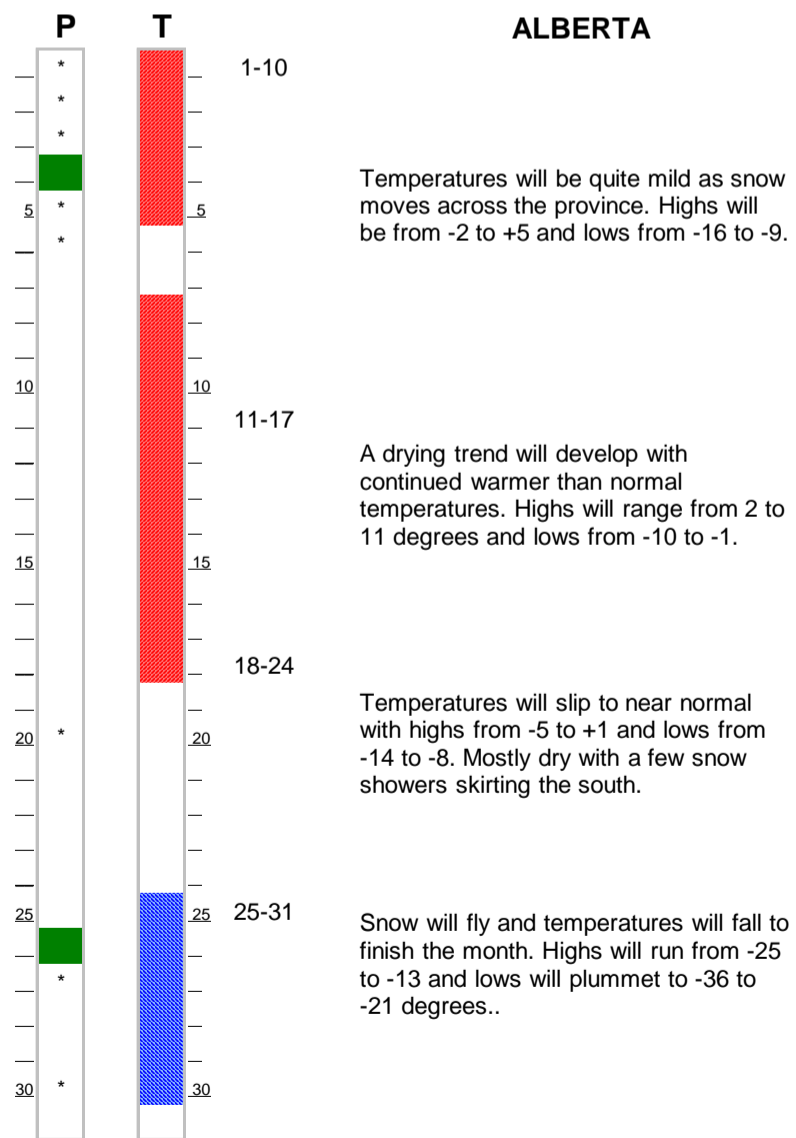 P T ALBERTA
1-10
*
*
*
Temperatures will be quite mild as snow
moves across the province. Highs will
be from -2 to +5 and lows from -16 to -9.
5 * 5
*
10 10
11-17
A drying trend will develop with
continued warmer than normal
temperatures. Highs will range from 2 to
11 degrees and lows from -10 to -1.
15 15
18-24
Temperatures will slip to near normal
with highs from -5 to +1 and lows from
-14 to -8. Mostly dry with a few snow
showers skirting the south.
*
20 20
25 25 25-31
Snow will fly and temperatures will fall to
finish the month. Highs will run from -25
to -13 and lows will plummet to -36 to
-21 degrees..
*
30 * 30